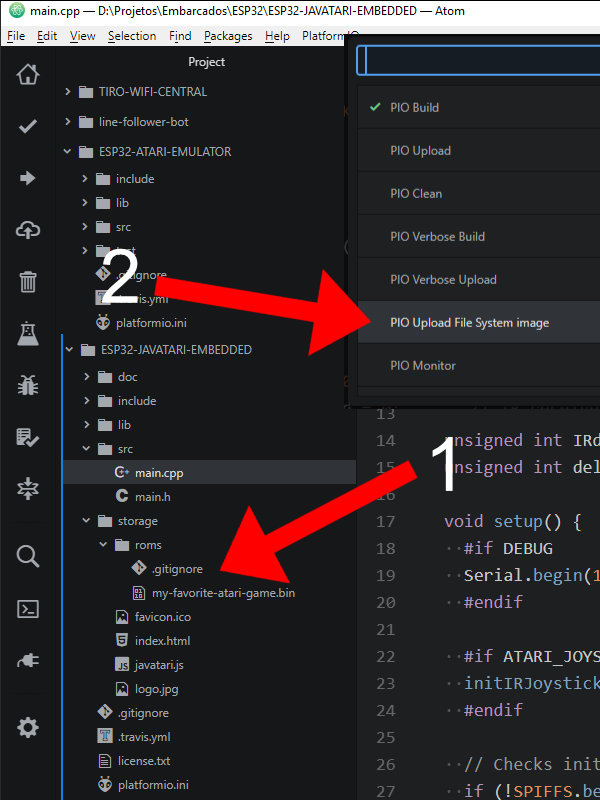 main.cpp — D:\Projetos\Embarcados\ESP32\ESP32-JAVATARI-EMBEDDED — Atom
File Edit View Selection Find Packages Help PlatformIO
Project
TIRO-WIFI-CENTRAL
line-follower-bot
ESP32-ATARI-EMULATOR
include
lib
src
.gitignore
.travis.yml
platformio.ini
ESP32-JAVATARI-EMBEDDED
doc
include
lib
src
main.cpp
main.h
storage
roms
.gitignore
my-favorite-atari-game.bin
favicon.ico
index.html
javatari.js
logo.jpg
.gitignore
.travis.yml
license.txt
platformio.ini
2
1
PIO Build
PIO Upload
PIO Clean
PIO Verbose Build
PIO Verbose Upload
PIO Upload File System image
PIO Monitor
13
14 unsigned int IRd
15 unsigned int del
16
17 void setup() {
18 ··#if DEBUG
19 ··Serial.begin(1
20 ··#endif
21
22 ··#if ATARI_JOYS
23 ··initIRJoystick
24 ··#endif
25
26 ··// Checks init
27 ··if (!SPIFFS.be